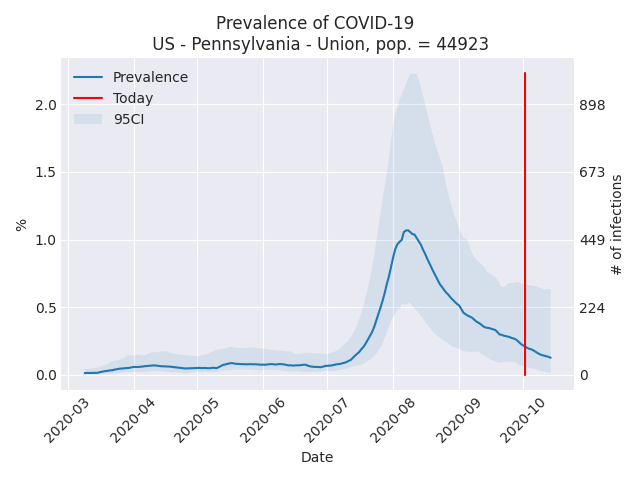 Prevalence of COVID-19
US - Pennsylvania - Union, pop. = 44923
Prevalence
Today
95CI
2.0
1.5
1.0
0.5
0.0
%
898
673
449
224
0
# of infections
2020-03
2020-04
2020-05
2020-06
2020-07
2020-08
2020-09
2020-10
Date